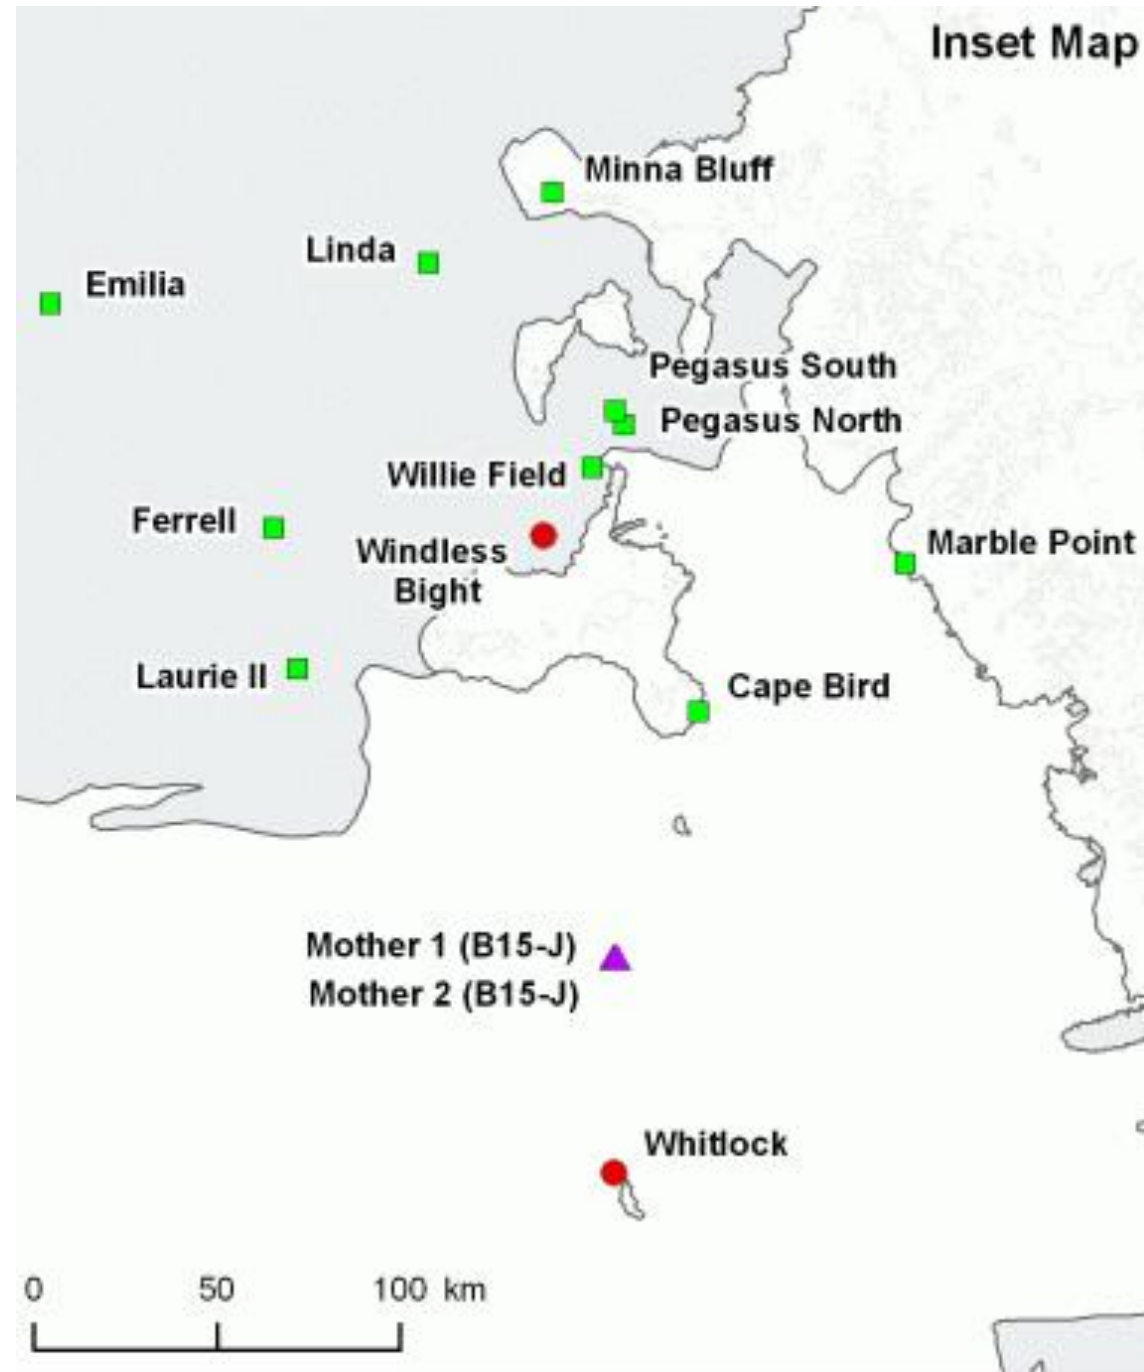 Inset Map
Minna Bluff
Linda
Emilia
Pegasus South
Pegasus North
Willie Field
Ferrell
Windless
Bight
Marble Point
Laurie II
Cape Bird
Mother 1 (B15-J)
Mother 2 (B15-J)
Whitlock
0 50 100 km